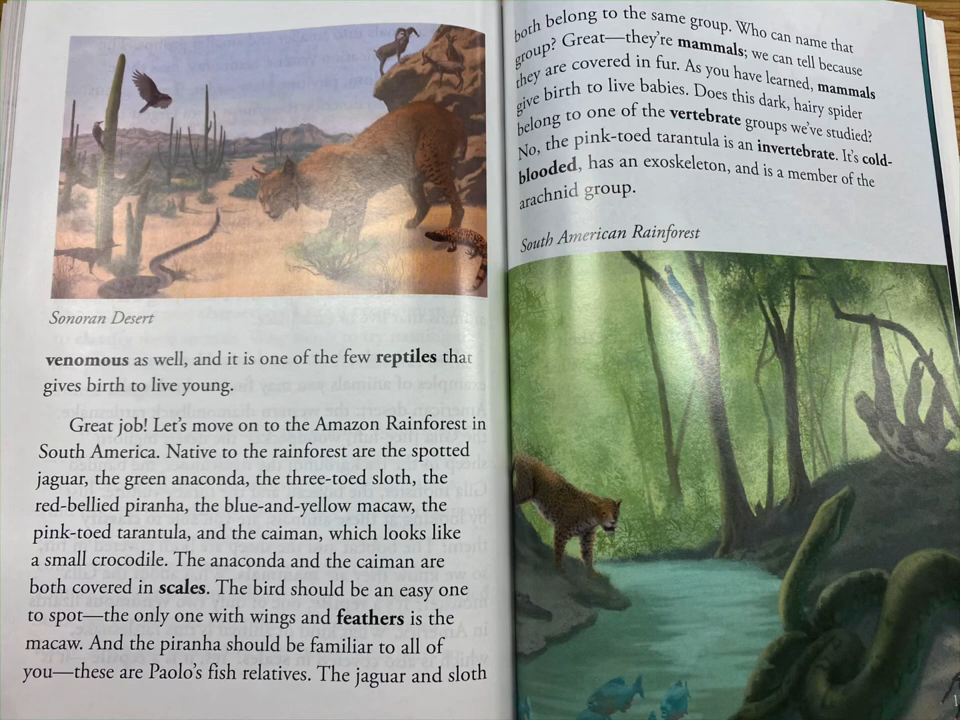 Sonoran Desert
venomous as well, and it is one of the few reptiles that
gives birth to live young.
Great job! Let's move on to the Amazon Rainforest in
South America. Native to the rainforest are the spotted
jaguar, the green anaconda, the three-toed sloth, the
red-bellied piranha, the blue-and-yellow macaw, the
pink-toed tarantula, and the caiman, which looks like
a small crocodile. The anaconda and the caiman are
both covered in scales. The bird should be an easy one
to spot—the only one with wings and feathers is the
macaw. And the piranha should be familiar to all of
you—these are Paolo's fish relatives. The jaguar and sloth
both belong to the same group. Who can name that
group? Great—they're mammals; we can tell because
they are covered in fur. As you have learned, mammals
give birth to live babies. Does this dark, hairy spider
belong to one of the vertebrate groups we've studied?
No, the pink-toed tarantula is an invertebrate. It's cold-
blooded, has an exoskeleton, and is a member of the
arachnid group.
South American Rainforest